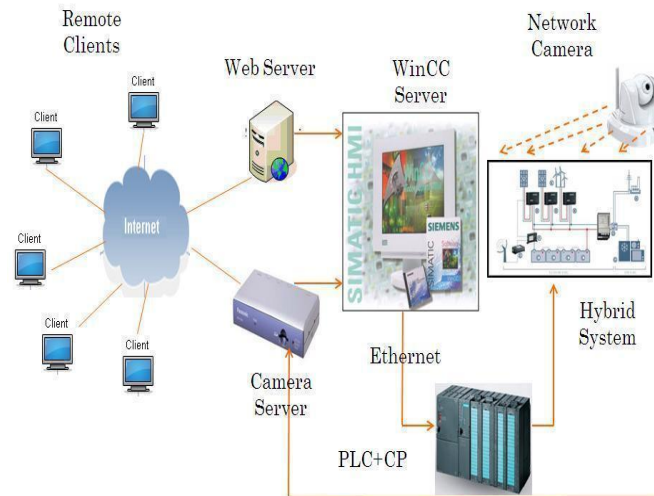 Remote
Clients
Network
Camera
Web Server
WinCC
Server
Client
Client
Client
Client
Client
Client
Internet
SIMATIC HMI
SIEMENS
SIMATIC
Hybrid
System
Ethernet
Camera
Server
PLC+CP